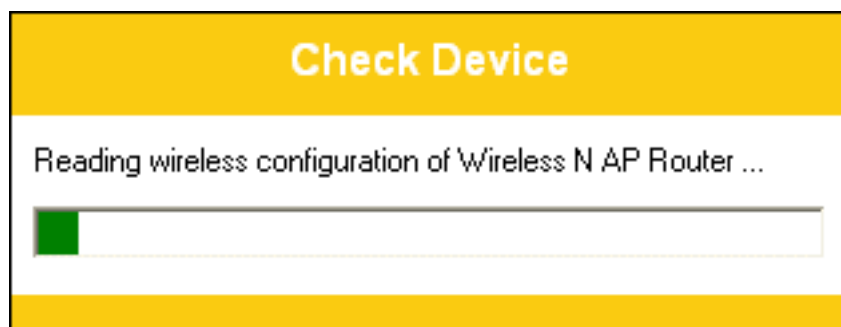 Check Device
Reading wireless configuration of Wireless N AP Router ...